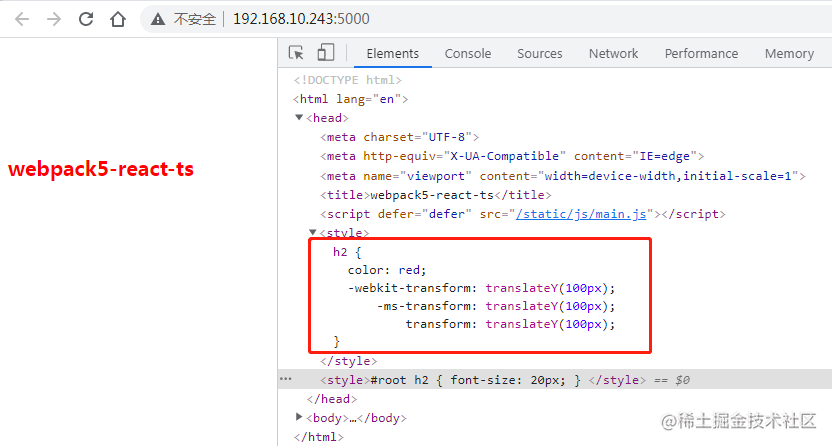 不安全 192.168.10.243:5000
Elements Console Sources Network Performance Memory
webpack5-react-ts
<!DOCTYPE html>
<html lang="en">
<head>
<meta charset="UTF-8">
<meta http-equiv="X-UA-Compatible" content="IE=edge">
<meta name="viewport" content="width=device-width,initial-scale=1">
<title>webpack5-react-ts</title>
<script defer="defer" src="/static/js/main.js"></script>
<style>
h2 {
color: red;
-webkit-transform: translateY(100px);
-ms-transform: translateY(100px);
transform: translateY(100px);
}
</style>
<style>#root h2 { font-size: 20px; } </style> == $0
</head>
<body>…</body>
</html>
@稀土掘金技术社区